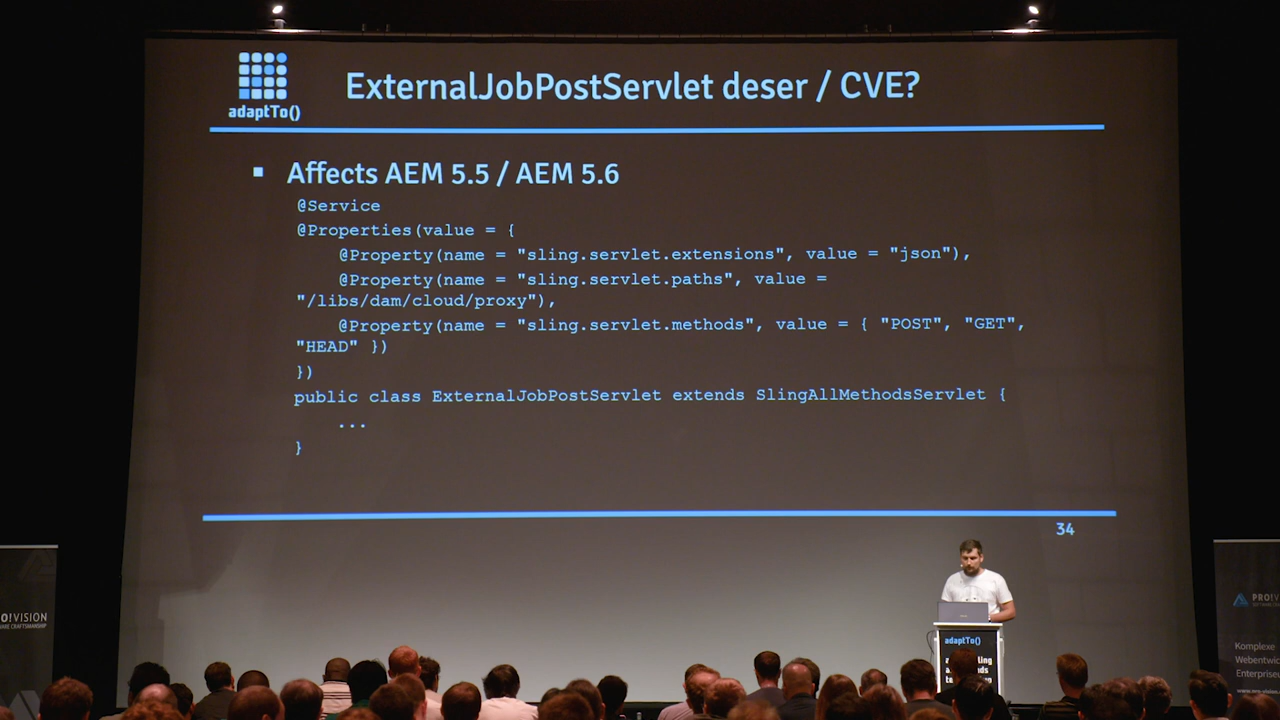 adaptTo()
ExternalJobPostServlet deser / CVE?
▪ Affects AEM 5.5 / AEM 5.6
@Service
@Properties(value = {
@Property(name = "sling.servlet.extensions", value = "json"),
@Property(name = "sling.servlet.paths", value =
"/libs/dam/cloud/proxy"),
@Property(name = "sling.servlet.methods", value = { "POST", "GET",
"HEAD" })
})
public class ExternalJobPostServlet extends SlingAllMethodsServlet {
...
}
34
O!VISION
adaptTo()
PRO!V
Komplexe
Webentwic
Enterprise